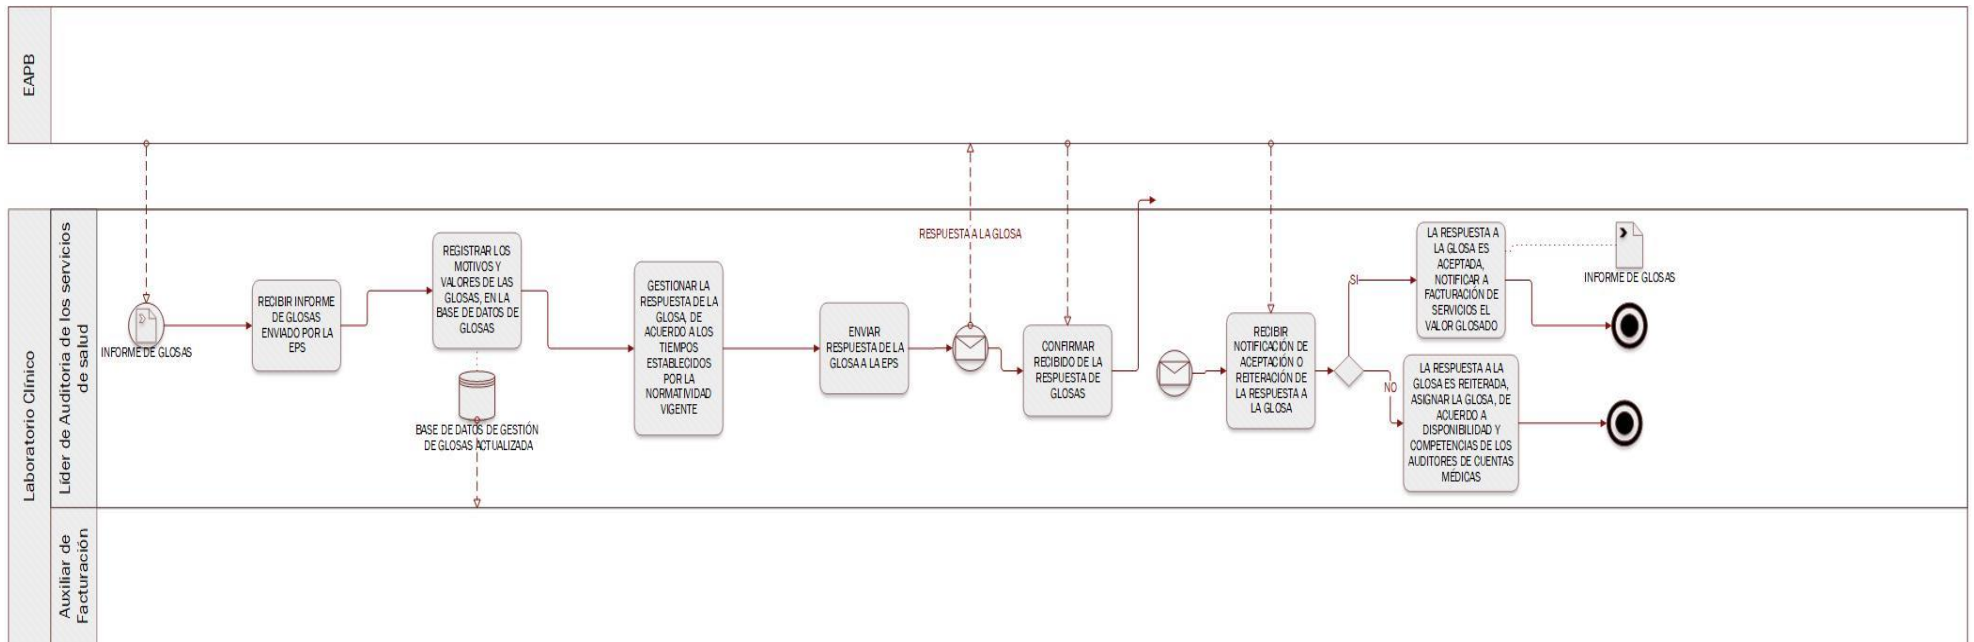 EAPB
Laboratorio Clínico
Líder de Auditoria de los servicios
de salud
INFORME DE GLOSAS
RECIBIR INFORME
DE GLOSAS
ENVIADO POR LA
EPS
REGISTRAR LOS
MOTIVOS Y
VALORES DE LAS
GLOSAS, EN LA
BASE DE DATOS DE
GLOSAS
BASE DE DATOS DE GESTIÓN
DE GLOSAS ACTUALIZADA
GESTIONAR LA
RESPUESTA DE LA
GLOSA, DE
ACUERDO A LOS
TIEMPOS
ESTABLECIDOS
POR LA
NORMATIVIDAD
VIGENTE
ENVIAR
RESPUESTA DE LA
GLOSA A LA EPS
RESPUESTA A LA GLOSA
CONFIRMAR
RECIBIDO DE LA
RESPUESTA DE
GLOSAS
RECIBIR
NOTIFICACIÓN DE
ACEPTACIÓN O
REITERACIÓN DE
LA RESPUESTA A
LA GLOSA
SI
LA RESPUESTA A
LA GLOSA ES
ACEPTADA,
NOTIFICAR A
FACTURACIÓN DE
SERVICIOS EL
VALOR GLOSADO
INFORME DE GLOSAS
NO
LA RESPUESTA A LA
GLOSA ES REITERADA,
ASIGNAR LA GLOSA, DE
ACUERDO A
DISPONIBILIDAD Y
COMPETENCIAS DE LOS
AUDITORES DE CUENTAS
MÉDICAS
Auxiliar de
Facturación